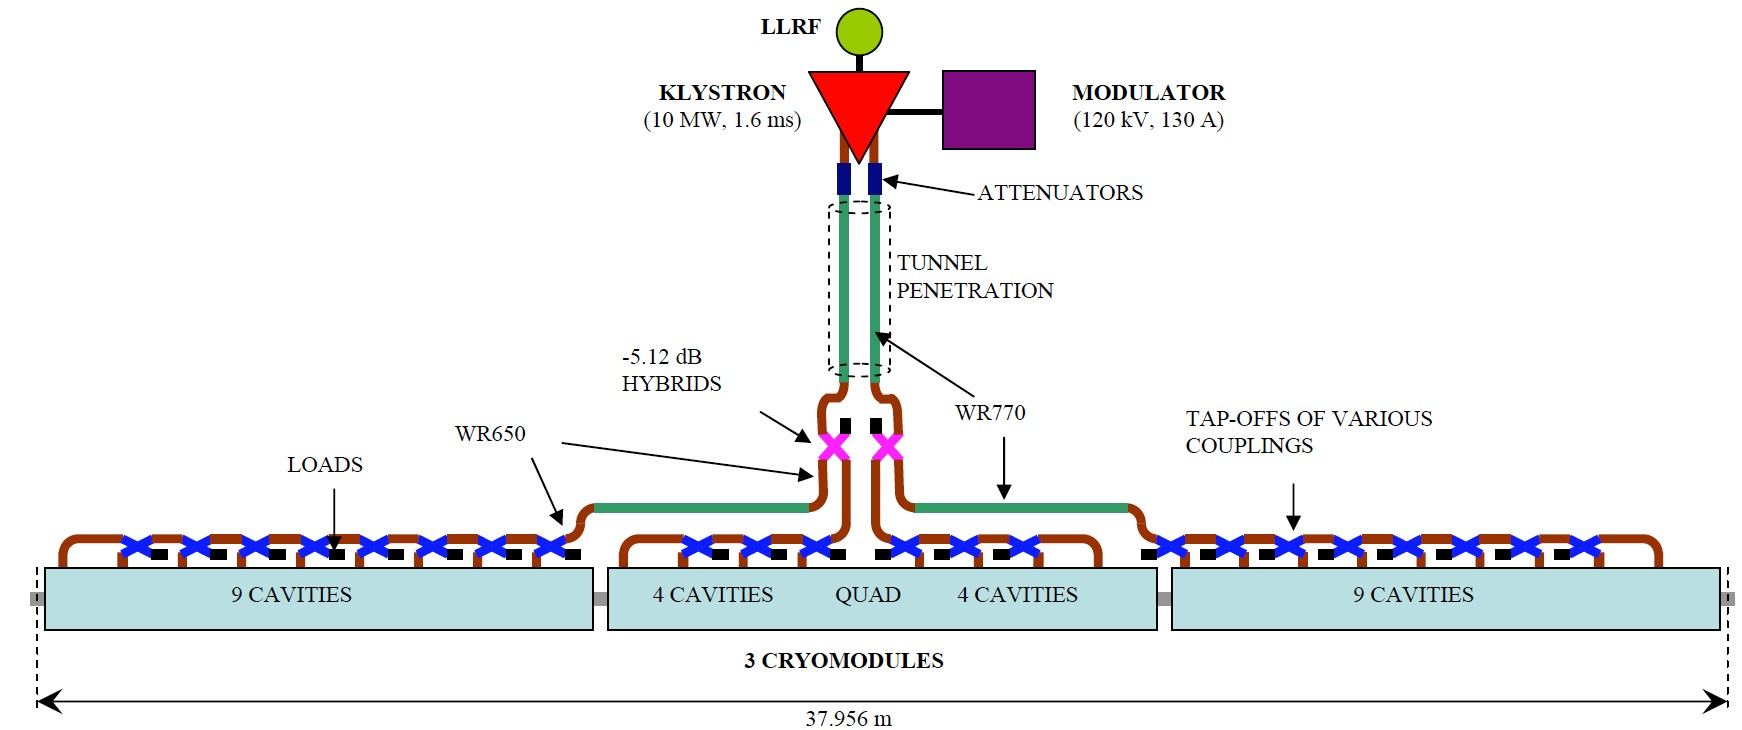 LLRF
KLYSTRON
(10 MW, 1.6 ms)
MODULATOR
(120 kV, 130 A)
ATTENUATORS
TUNNEL
PENETRATION
-5.12 dB
HYBRIDS
WR770
WR650
TAP-OFFS OF VARIOUS
COUPLINGS
LOADS
9 CAVITIES
4 CAVITIES
QUAD
4 CAVITIES
9 CAVITIES
3 CRYOMODULES
37.956 m